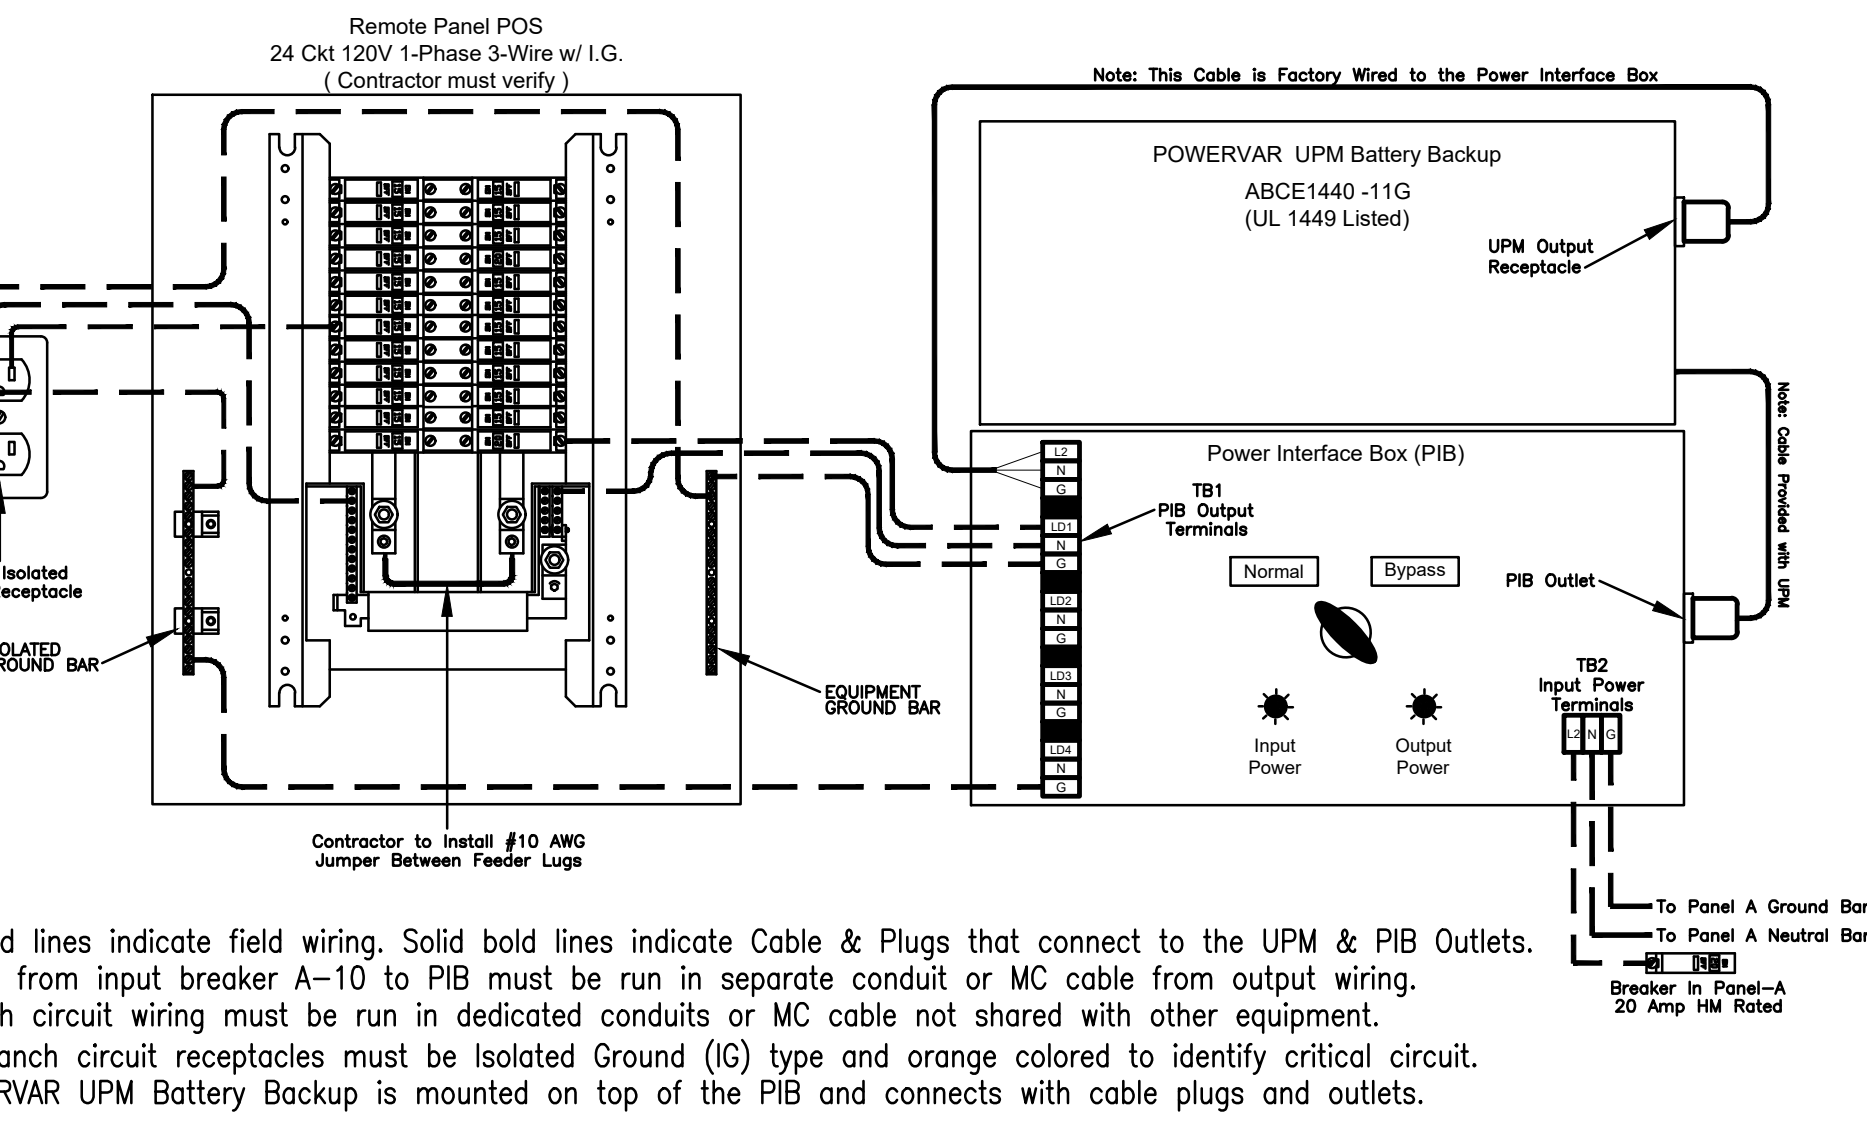 Remote Panel POS
24 Ckt 120V 1-Phase 3-Wire w/ I.G.
( Contractor must verify )
Note: This Cable is Factory Wired to the Power Interface Box
POWERVAR UPM Battery Backup
ABCE1440 -11G
(UL 1449 Listed)
UPM Output
Receptacle
Note: Cable Provided with UPM
Power Interface Box (PIB)
L2
N
G
LD1
N
G
LD2
N
G
LD3
N
G
LD4
N
G
TB1
PIB Output
Terminals
Normal
Bypass
PIB Outlet
Input
Power
Output
Power
TB2
Input Power
Terminals
L2 N G
Isolated
eceptacle
OLATED
ROUND BAR
EQUIPMENT
GROUND BAR
Contractor to Install #10 AWG
Jumper Between Feeder Lugs
To Panel A Ground Bar
To Panel A Neutral Bar
Breaker In Panel-A
20 Amp HM Rated
d lines indicate field wiring. Solid bold lines indicate Cable & Plugs that connect to the UPM & PIB Outlets.
from input breaker A-10 to PIB must be run in separate conduit or MC cable from output wiring.
h circuit wiring must be run in dedicated conduits or MC cable not shared with other equipment.
anch circuit receptacles must be Isolated Ground (IG) type and orange colored to identify critical circuit.
RVAR UPM Battery Backup is mounted on top of the PIB and connects with cable plugs and outlets.